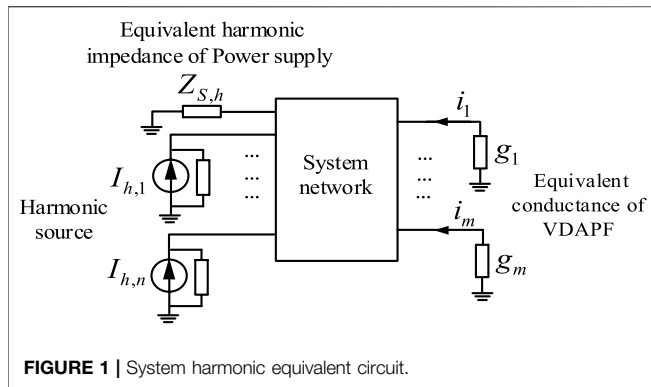 Equivalent harmonic
impedance of Power supply
Z_{S,h}
i_1
I_{h,1}
...
...
System
network
...
...
g_1
Harmonic
source
Equivalent
conductance of
VDAPF
i_m
I_{h,n}
g_m
FIGURE 1 | System harmonic equivalent circuit.